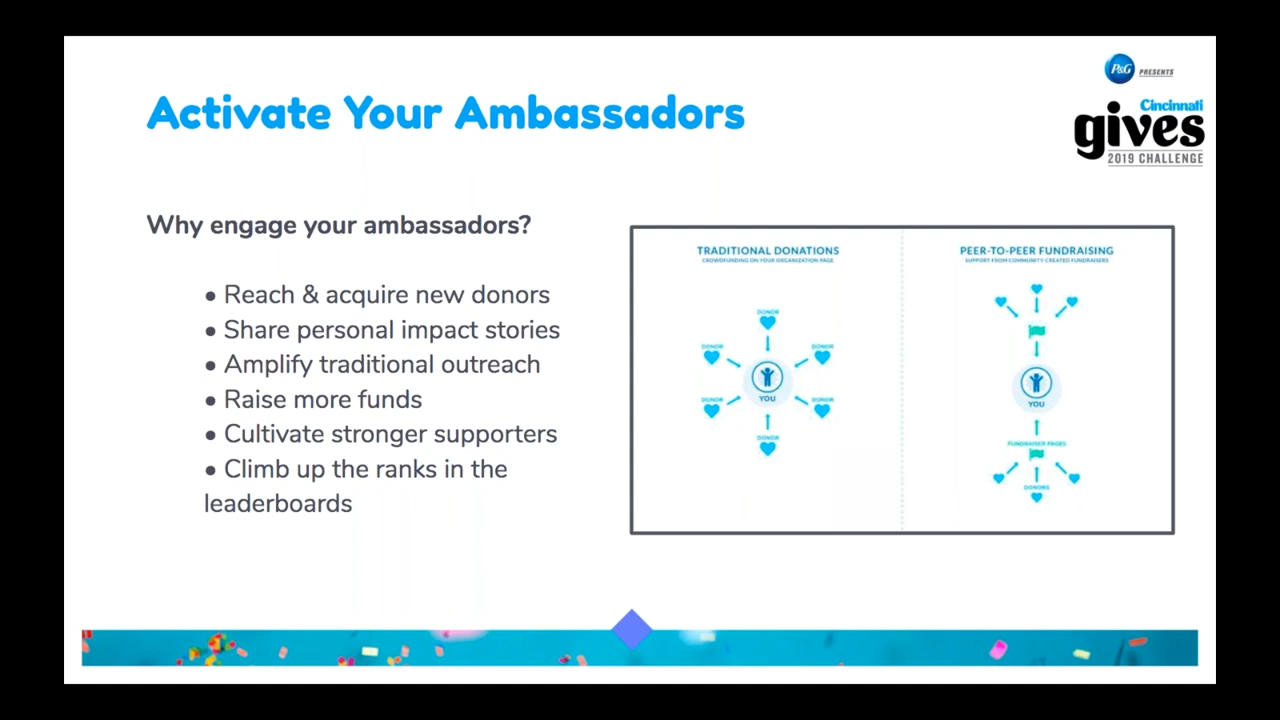 P&G PRESENTS
Cincinnati
gives
2019 CHALLENGE
Activate Your Ambassadors
Why engage your ambassadors?
● Reach & acquire new donors
● Share personal impact stories
● Amplify traditional outreach
● Raise more funds
● Cultivate stronger supporters
● Climb up the ranks in the
leaderboards
TRADITIONAL DONATIONS
CROWDFUNDING ON YOUR ORGANIZATION PAGE
DONOR
DONOR
DONOR
YOU
DONOR
DONOR
DONOR
PEER-TO-PEER FUNDRAISING
SUPPORT FROM COMMUNITY-CREATED FUNDRAISERS
YOU
FUNDRAISER PAGES
DONORS